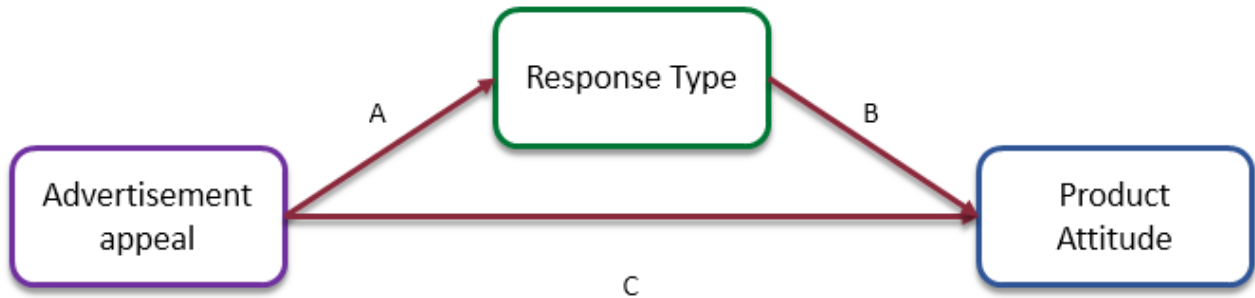 Response Type
A
B
Advertisement
appeal
Product
Attitude
C